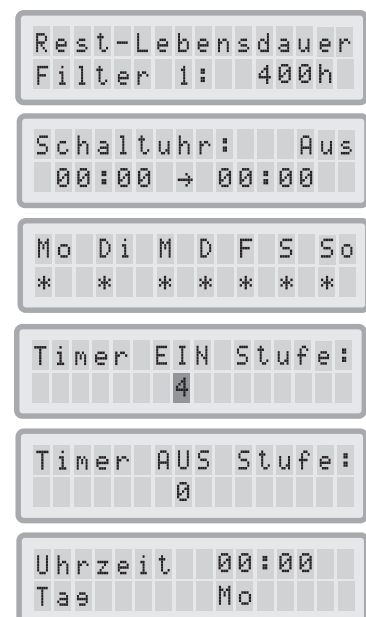 Rest-Lebensdauer
Filter 1: 400h
Schaltuhr: Aus
00:00 → 00:00
Mo Di M D F S So
* * * * * * *
Timer EIN Stufe:
4
Timer AUS Stufe:
0
Uhrzeit 00:00
Tag Mo